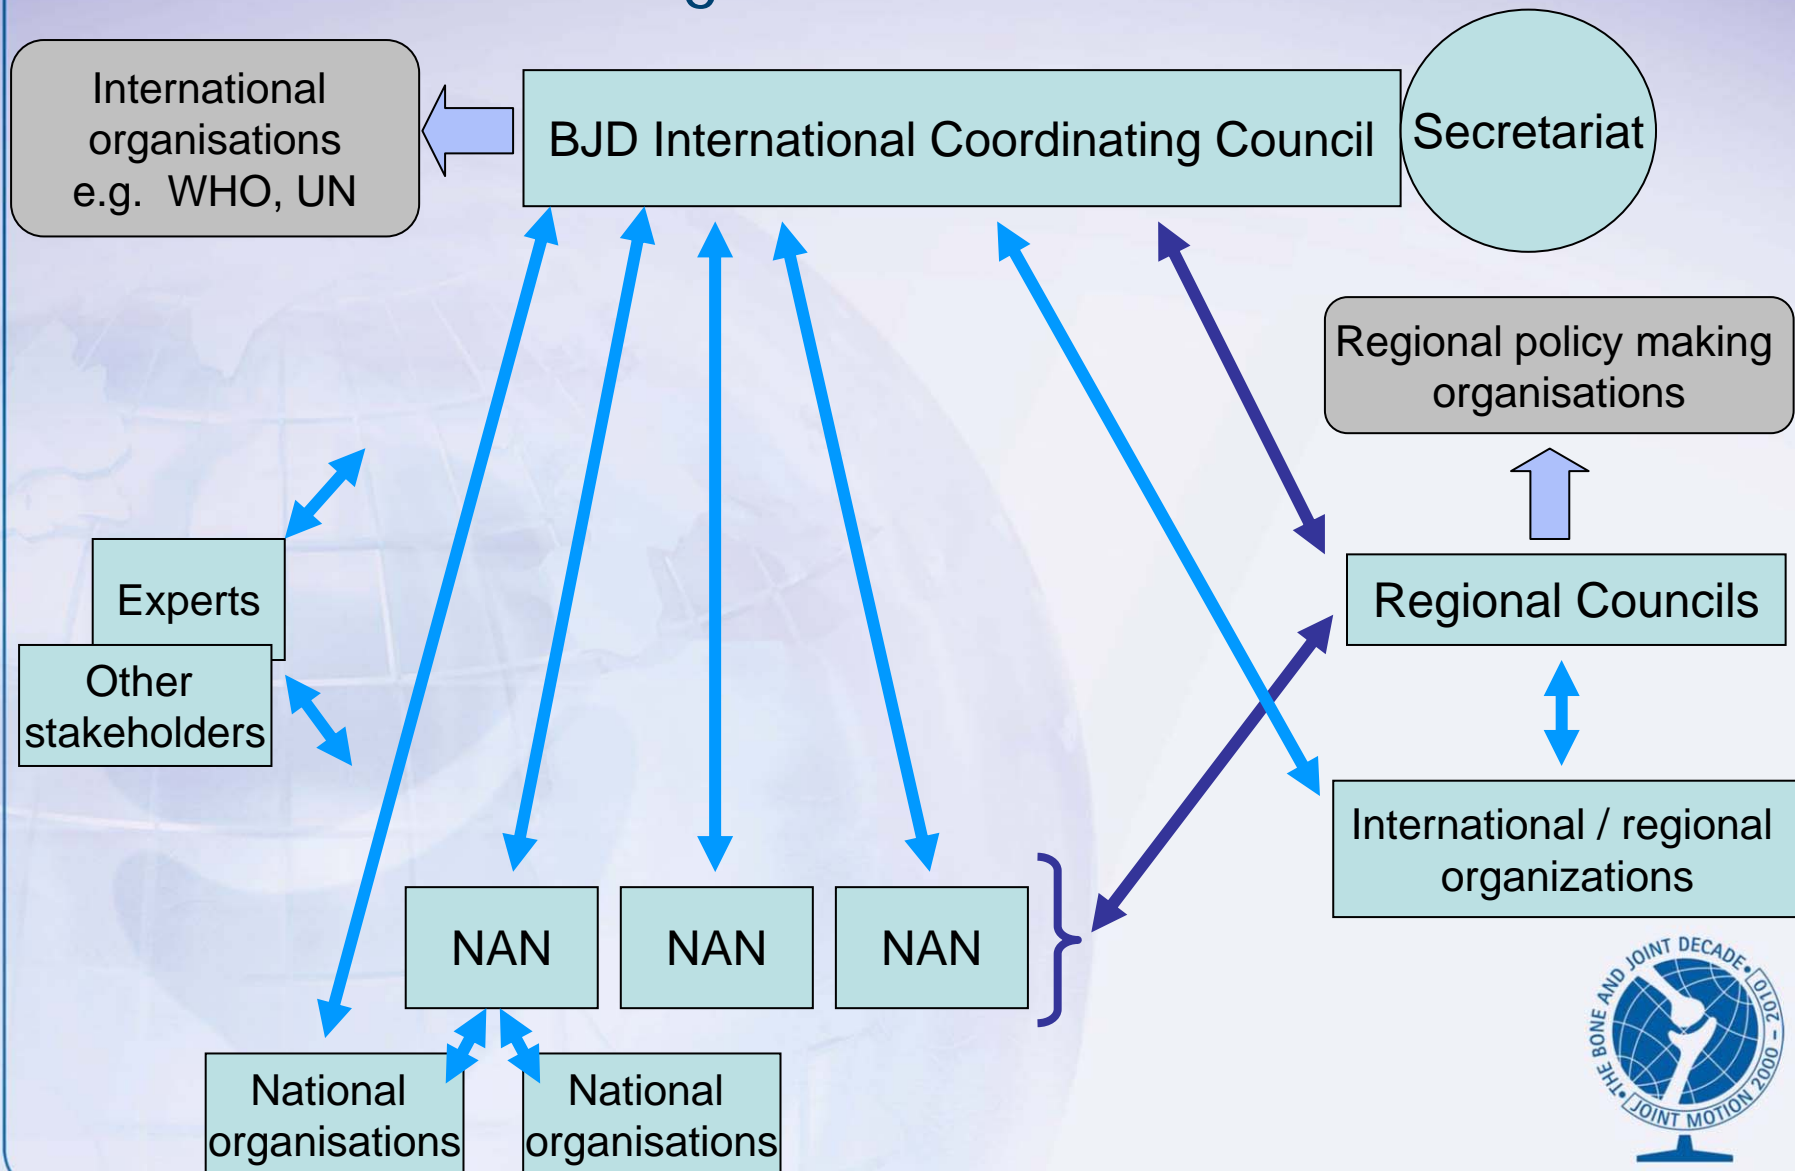 International
organisations
e.g. WHO, UN
BJD International Coordinating Council
Secretariat
Regional policy making
organisations
Experts
Other
stakeholders
Regional Councils
International / regional
organizations
NAN
NAN
NAN
National
organisations
National
organisations
THE BONE AND JOINT DECADE • 2000 - 2010 •
JOINT MOTION